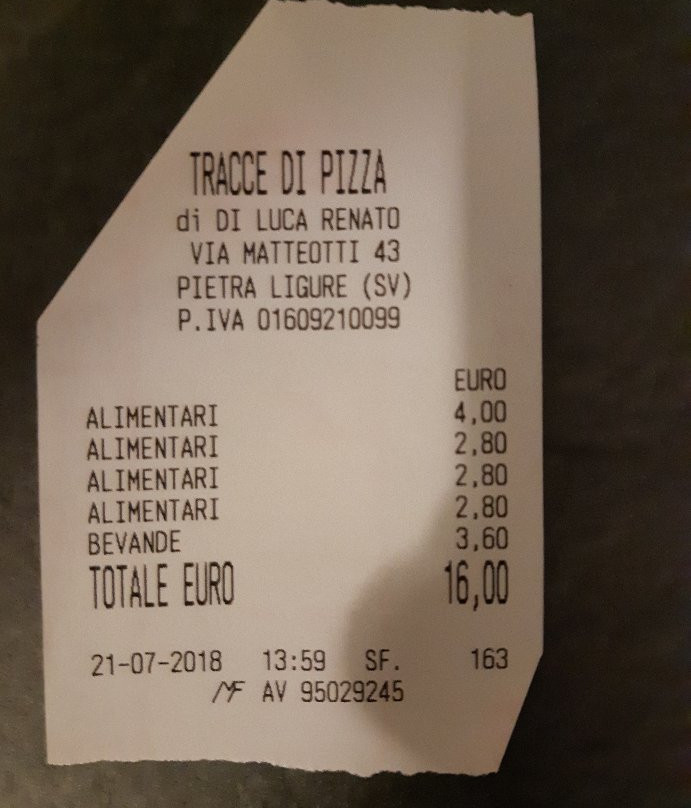 TRACCE DI PIZZA
di DI LUCA RENATO
VIA MATTEOTTI 43
PIETRA LIGURE (SV)
P.IVA 01609210099
EURO
ALIMENTARI 4,00
ALIMENTARI 2,80
ALIMENTARI 2,80
ALIMENTARI 2,80
BEVANDE 3,60
TOTALE EURO 16,00
21-07-2018 13:59 SF. 163
MF AV 95029245